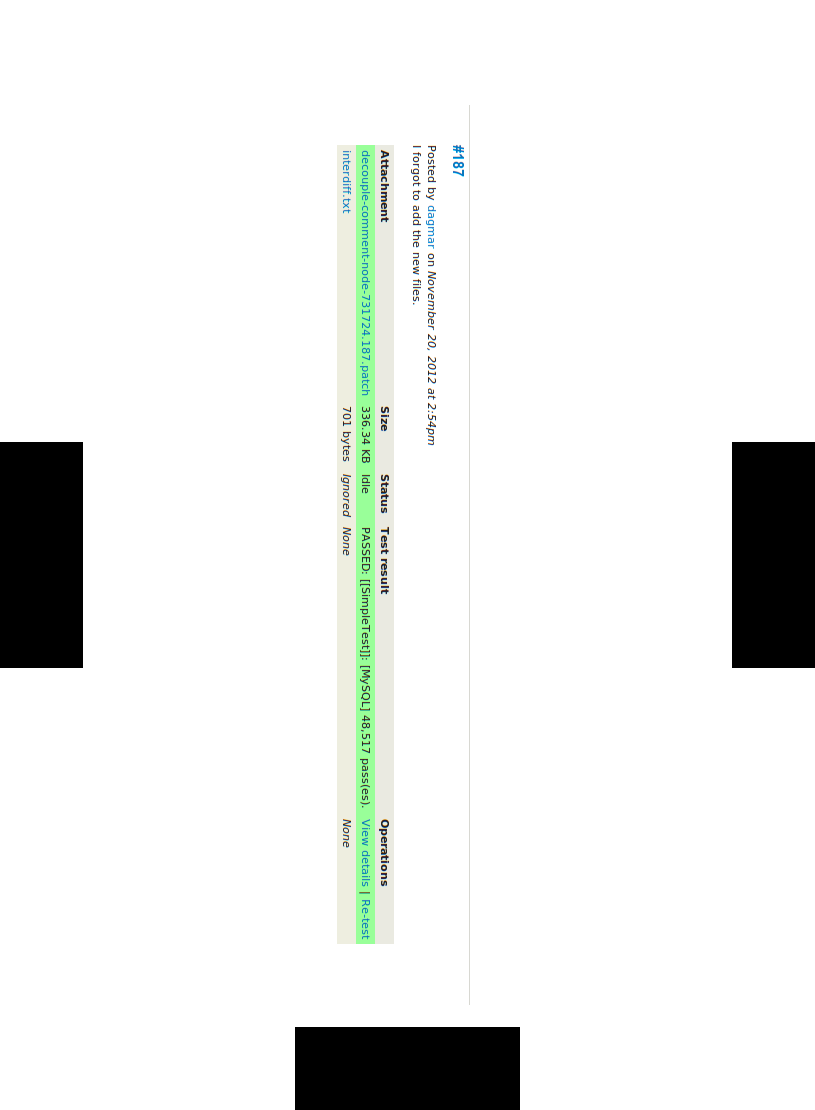 #187
Posted by dagmar on November 20, 2012 at 2:54pm
I forgot to add the new files.
Attachment Size Status Test result Operations
decouple-comment-node-731724.187.patch 336.34 KB Idle PASSED: [[SimpleTest]]: [MySQL] 48,517 pass(es). View details | Re-test
interdiff.txt 701 bytes Ignored None None